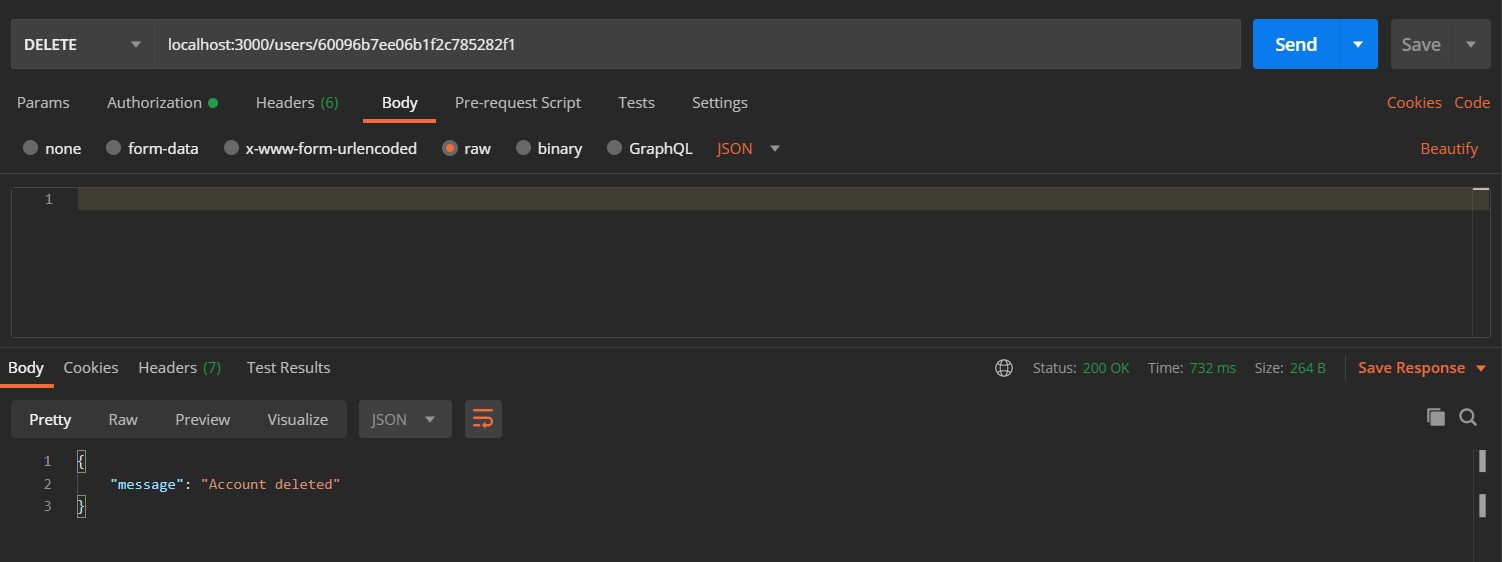 DELETE localhost:3000/users/60096b7ee06b1f2c785282f1 Send Save
Params Authorization Headers (6) Body Pre-request Script Tests Settings Cookies Code
none form-data x-www-form-urlencoded raw binary GraphQL JSON Beautify
1
Body Cookies Headers (7) Test Results Status: 200 OK Time: 732 ms Size: 264 B Save Response
Pretty Raw Preview Visualize JSON
1 {
2 "message": "Account deleted"
3 }